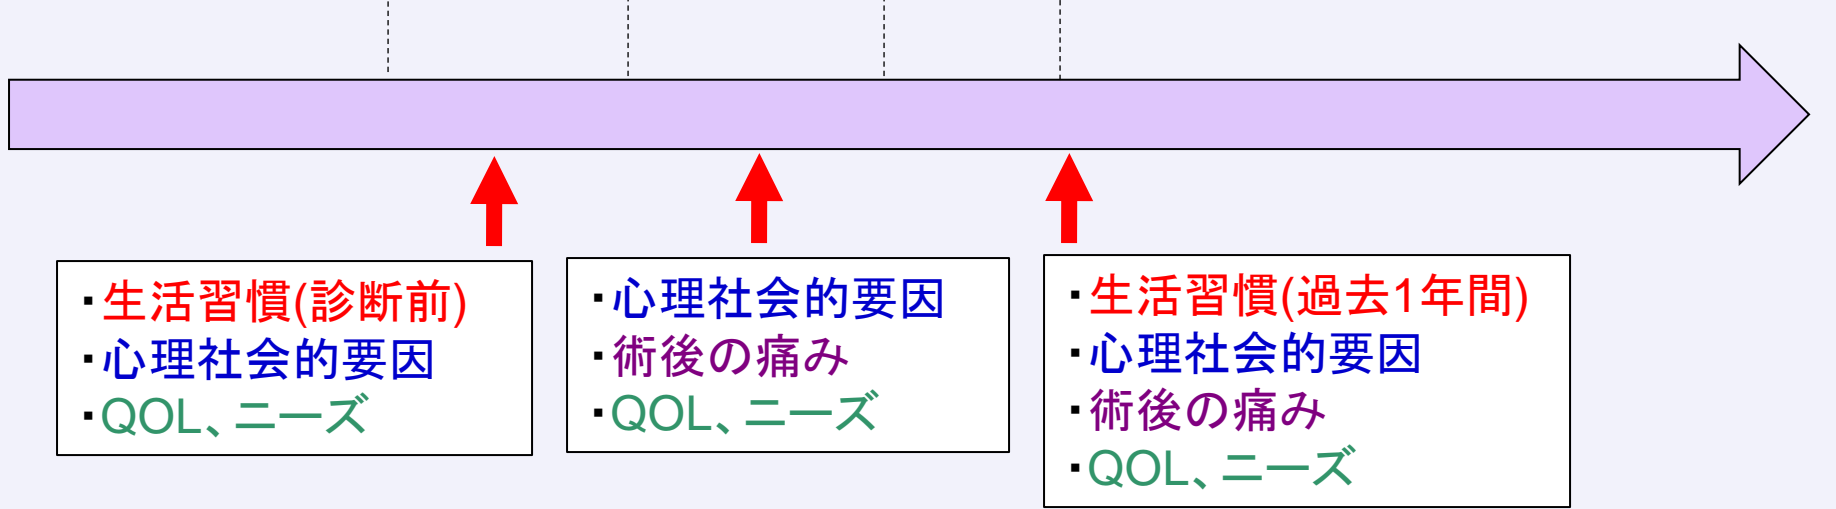 ・生活習慣(診断前)
・心理社会的要因
・QOL、ニーズ
・心理社会的要因
・術後の痛み
・QOL、ニーズ
・生活習慣(過去1年間)
・心理社会的要因
・術後の痛み
・QOL、ニーズ